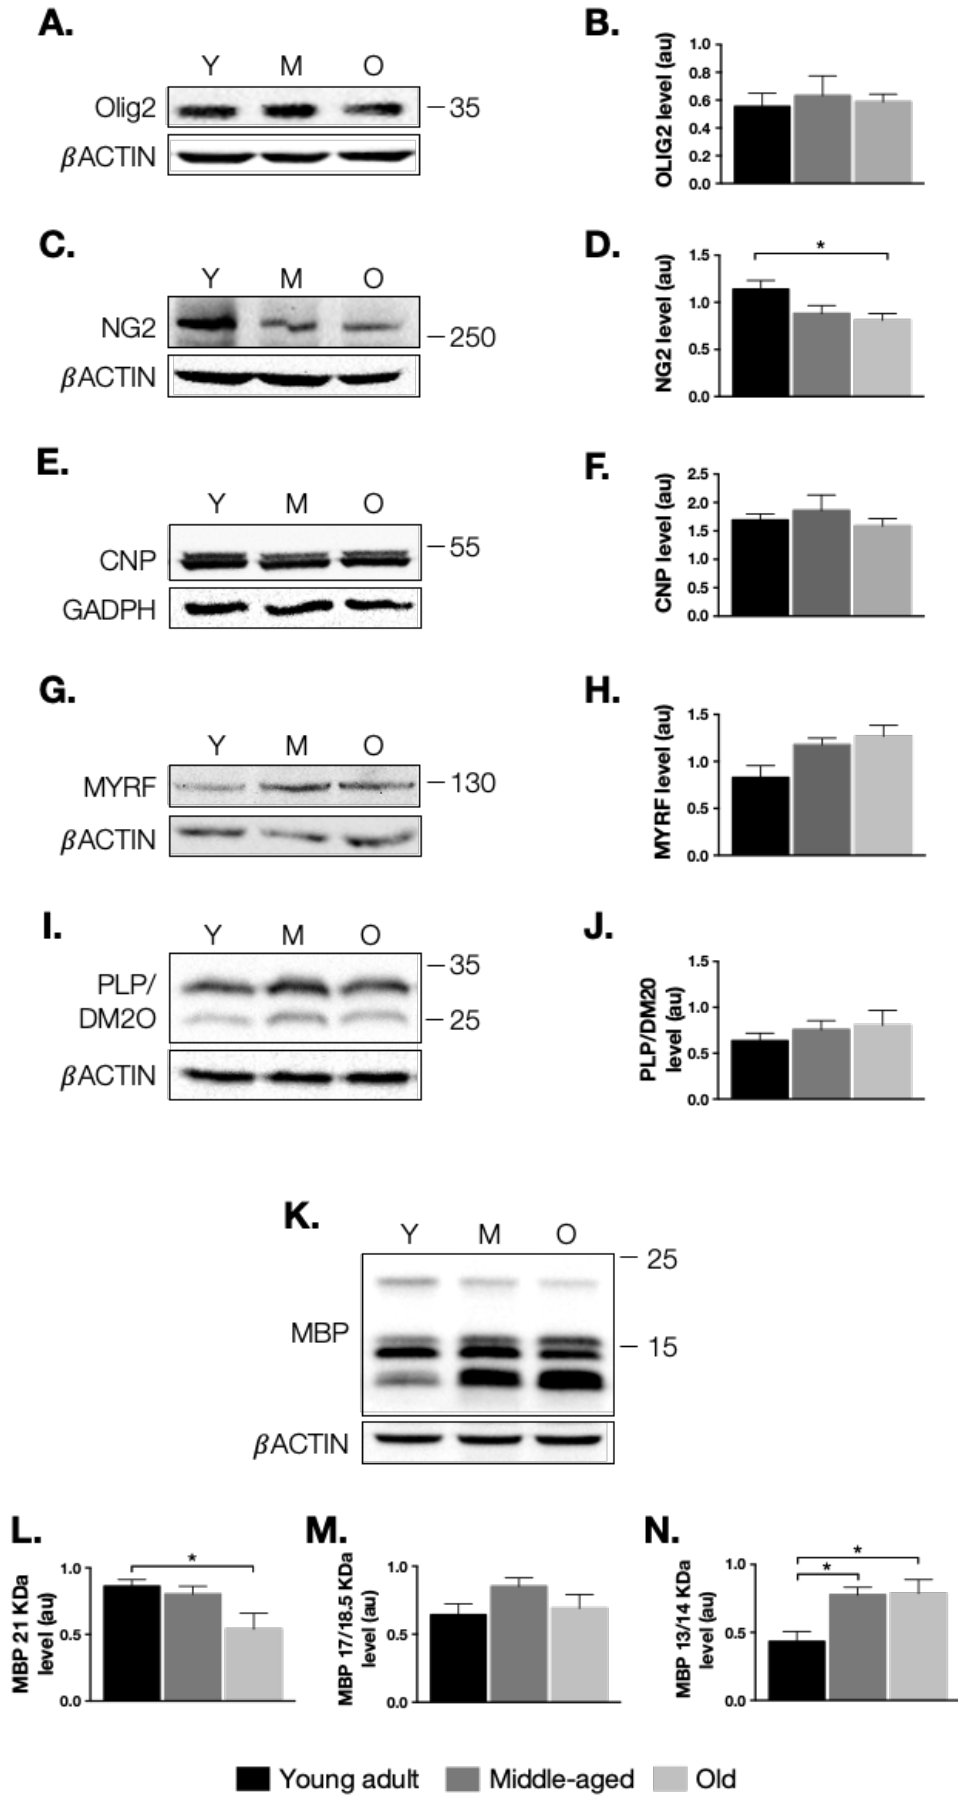 A.
Y M O
Olig2
35
βACTIN
B.
OLIG2 level (au)
1.0
0.8
0.6
0.4
0.2
0.0
C.
Y M O
NG2
250
βACTIN
D.
NG2 level (au)
1.5
1.0
0.5
0.0
*
E.
Y M O
CNP
55
GADPH
F.
CNP level (au)
2.5
2.0
1.5
1.0
0.5
0.0
G.
Y M O
MYRF
130
βACTIN
H.
MYRF level (au)
1.5
1.0
0.5
0.0
I.
Y M O
PLP/
DM2O
35
25
βACTIN
J.
PLP/DM20
level (au)
1.5
1.0
0.5
0.0
K.
Y M O
25
MBP
15
βACTIN
L.
MBP 21 KDa
level (au)
1.0
0.5
0.0
*
M.
MBP 17/18.5 KDa
level (au)
1.0
0.5
0.0
N.
MBP 13/14 KDa
level (au)
1.0
0.5
0.0
*
*
Young adult Middle-aged Old